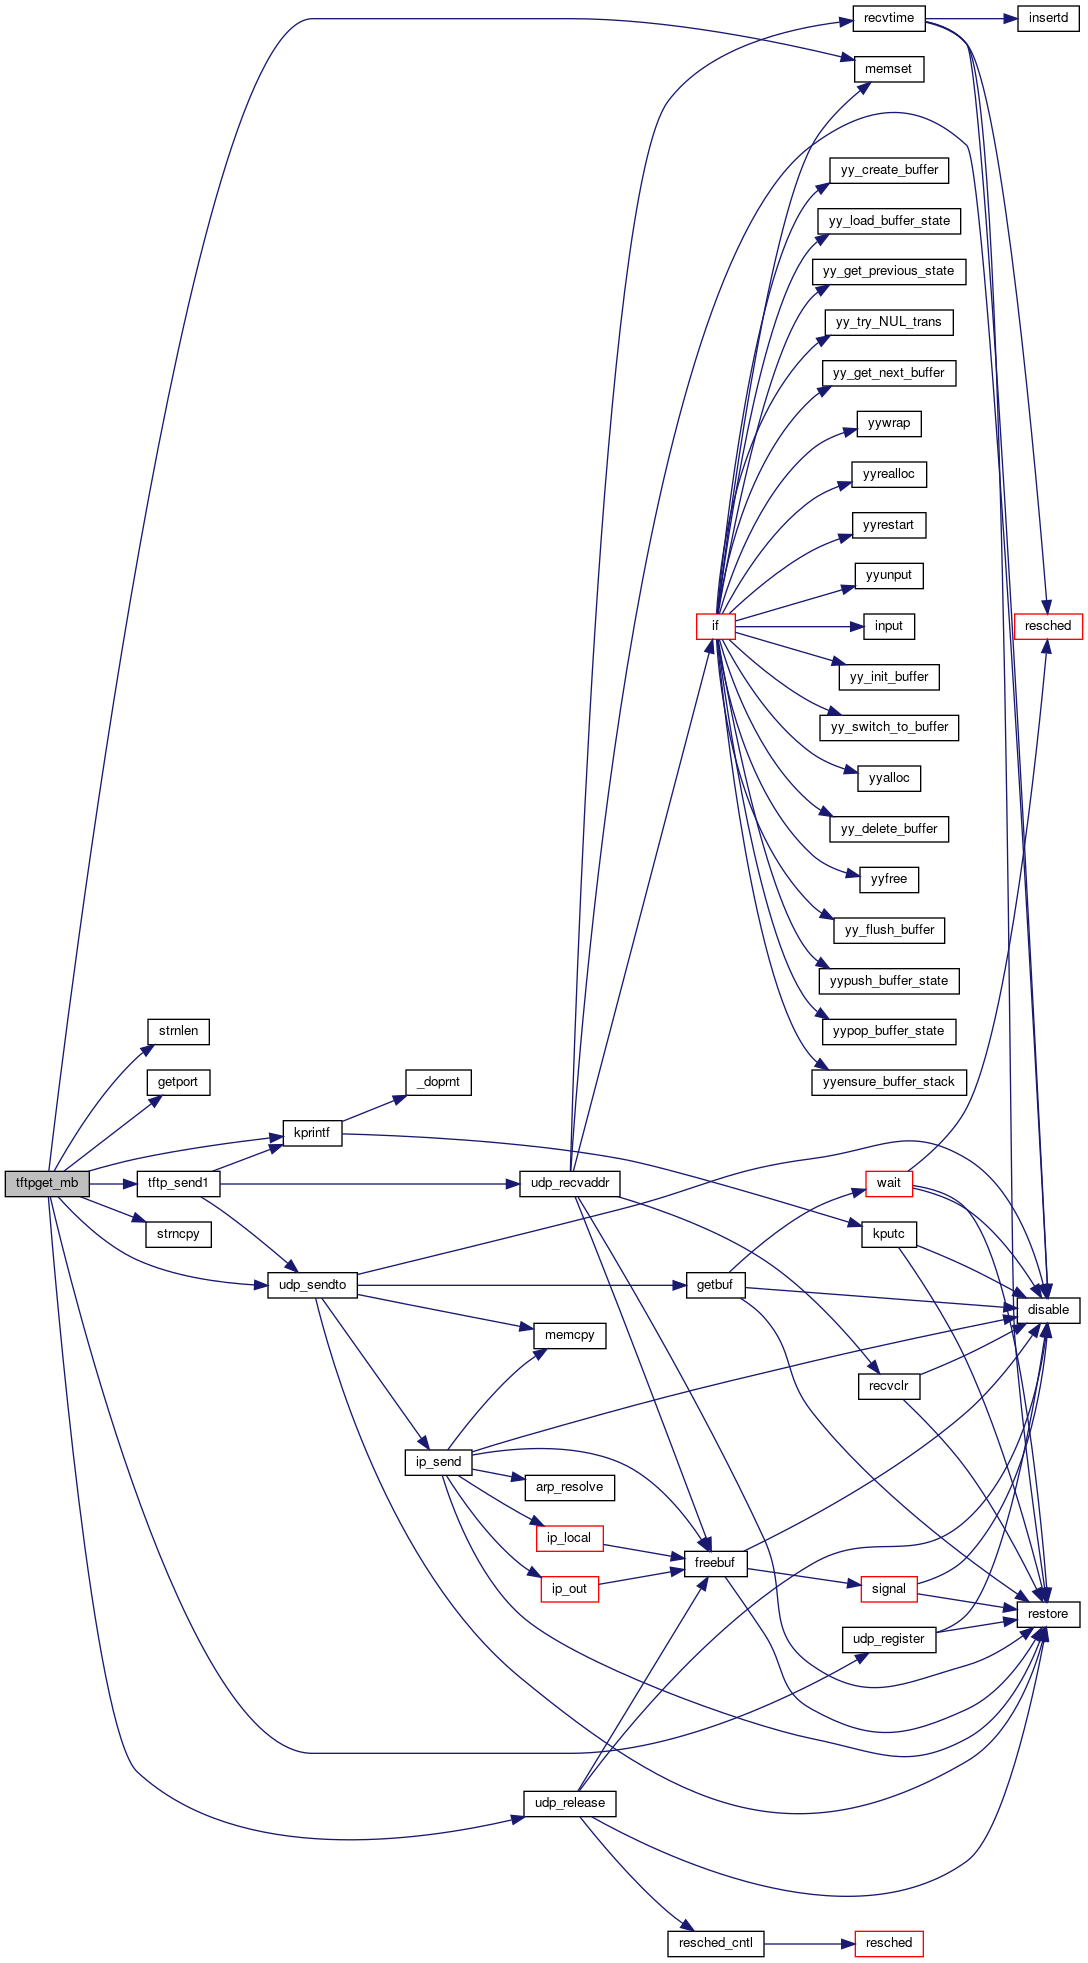 recvtime
insertd
memset
yy_create_buffer
yy_load_buffer_state
yy_get_previous_state
yy_try_NUL_trans
yy_get_next_buffer
yywrap
yyrealloc
yyrestart
yyunput
if
input
resched
yy_init_buffer
yy_switch_to_buffer
yyalloc
yy_delete_buffer
yyfree
yy_flush_buffer
yypush_buffer_state
strnlen
yypop_buffer_state
getport
_doprnt
yyensure_buffer_stack
kprintf
tftpget_mb
tftp_send1
udp_recvaddr
wait
strncpy
kputc
udp_sendto
getbuf
disable
memcpy
recvclr
ip_send
arp_resolve
ip_local
freebuf
ip_out
signal
restore
udp_register
udp_release
resched_cntl
resched